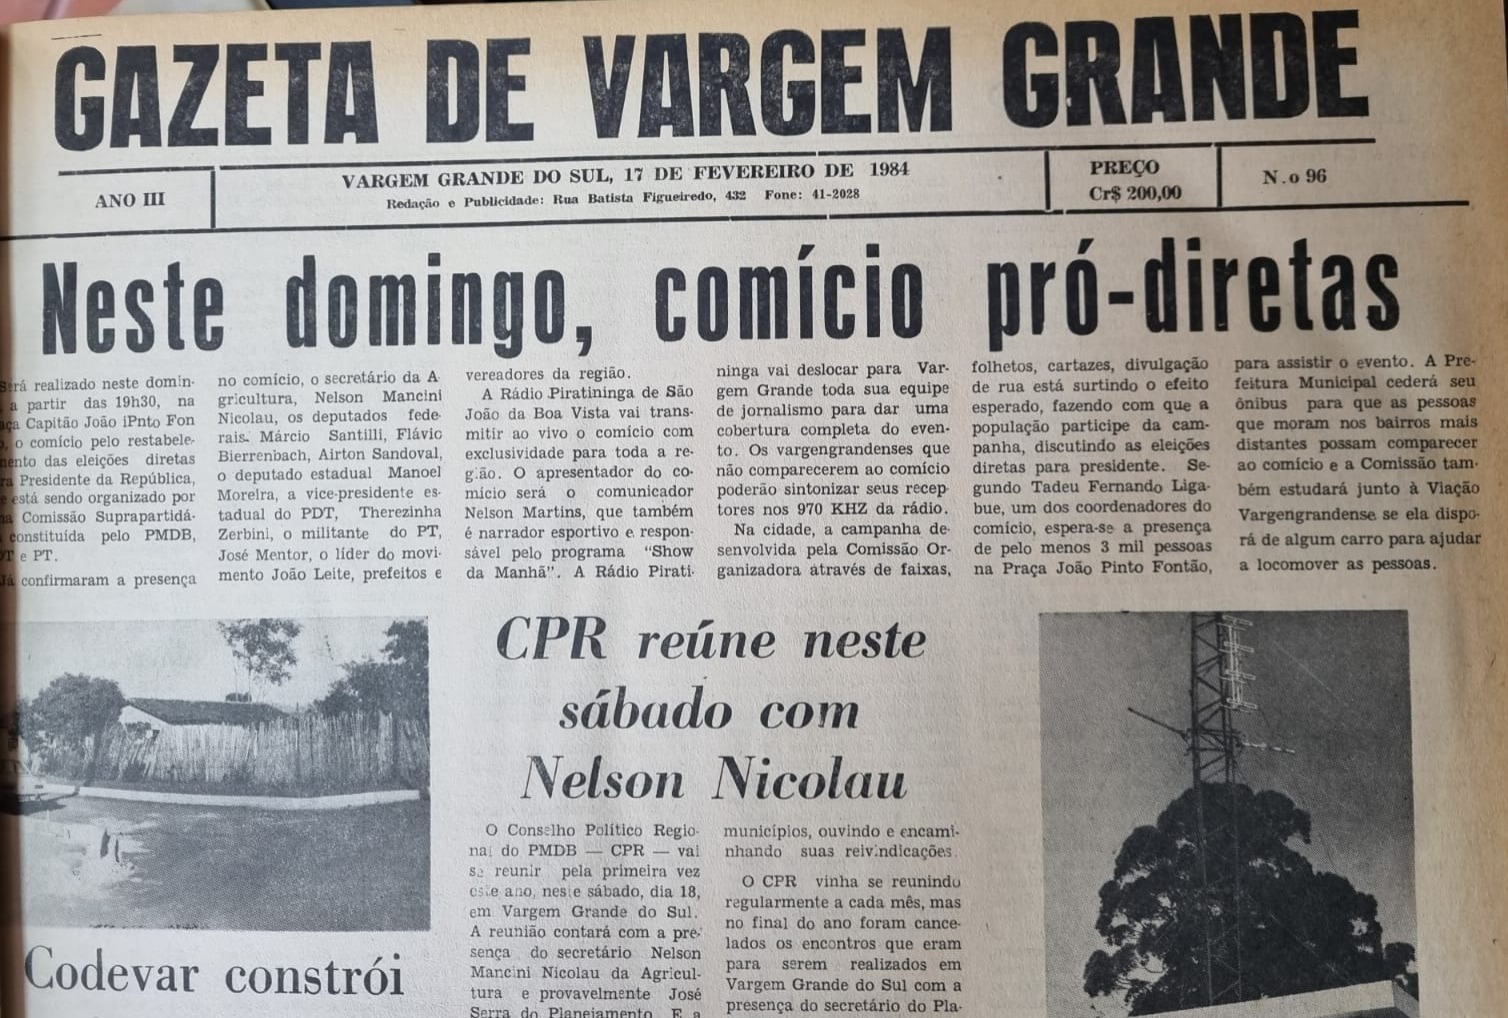 GAZETA DE VARGEM GRANDE
ANO III
VARGEM GRANDE DO SUL, 17 DE FEVEREIRO DE 1984
Redação e Publicidade: Rua Batista Figueiredo, 432 Fone: 41-2028
PREÇO
Cr$ 200,00
N.o 96
Neste domingo, comício pró-diretas
Será realizado neste domin-
a partir das 19h30, na
Capitão João iPnto Fon
o comício pelo restabele-
das eleições diretas
Presidente da República,
está sendo organizado por
Comissão Suprapartidá-
constituída pelo PMDB,
e PT.
Já confirmaram a presença
no comício, o secretário da A
gricultura, Nelson Mancini
Nicolau, os deputados fede-
rais Márcio Santilli, Flávio
Bierrenbach, Airton Sandoval,
o deputado estadual Manoel
Moreira, a vice-presidente es-
tadual do PDT, Therezinha
Zerbini, o militante do PT,
José Mentor, o líder do movi-
mento João Leite, prefeitos e
vereadores da região.
A Rádio Piratininga de São
João da Boa Vista vai trans-
mitir ao vivo o comício com
exclusividade para toda a re-
gião. O apresentador do co-
mício será o comunicador
Nelson Martins, que também
é narrador esportivo e respon-
sável pelo programa “Show
da Manhã”. A Rádio Pirati-
ninga vai deslocar para Var-
gem Grande toda sua equipe
de jornalismo para dar uma
cobertura completa do even-
to. Os vargengrandenses que
não comparecerem ao comício
poderão sintonizar seus recep-
tores nos 970 KHZ da rádio.
Na cidade, a campanha de-
senvolvida pela Comissão Or-
ganizadora através de faixas,
folhetos, cartazes, divulgação
de rua está surtindo o efeito
esperado, fazendo com que a
população participe da cam-
panha, discutindo as eleições
diretas para presidente. Se-
gundo Tadeu Fernando Liga-
bue, um dos coordenadores do
comício, espera-se a presença
de pelo menos 3 mil pessoas
na Praça João Pinto Fontão,
para assistir o evento. A Pre-
feitura Municipal cederá seu
ônibus para que as pessoas
que moram nos bairros mais
distantes possam comparecer
ao comício e a Comissão tam-
bém estudará junto à Viação
Vargengrandense se ela dispo-
rá de algum carro para ajudar
a locomover as pessoas.
CPR reúne neste
sábado com
Nelson Nicolau
O Conselho Político Regio-
nal do PMDB — CPR — vai
se reunir pela primeira vez
este ano, neste sábado, dia 18,
em Vargem Grande do Sul.
A reunião contará com a pre-
sença do secretário Nelson
Mancini Nicolau da Agricul-
tura e provavelmente José
Serra do Planejamento. E a
municípios, ouvindo e encami-
nhando suas reivindicações.
O CPR vinha se reunindo
regularmente a cada mês, mas
no final do ano foram cance-
lados os encontros que eram
para serem realizados em
Vargem Grande do Sul com a
presença do secretário do Pla-
Codevar constrói